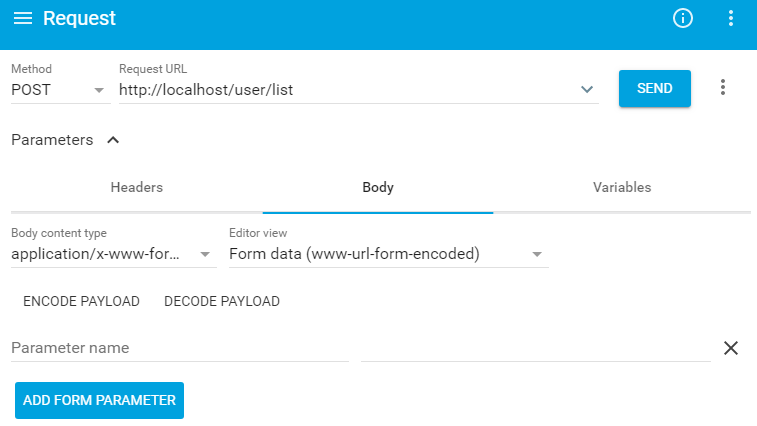 Request
Method
Request URL
POST
http://localhost/user/list
SEND
Parameters
Headers
Body
Variables
Body content type
Editor view
application/x-www-for...
Form data (www-url-form-encoded)
ENCODE PAYLOAD
DECODE PAYLOAD
Parameter name
ADD FORM PARAMETER